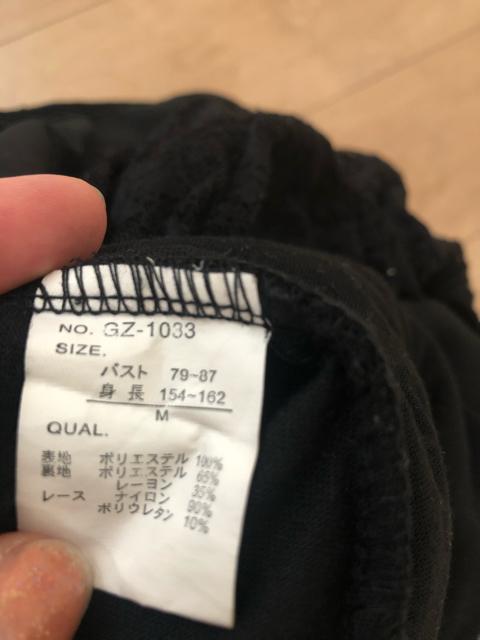 NO. GZ-1033
SIZE.
バスト 79~87
身長 154~162
M
QUAL.
表地 ポリエステル 100%
裏地 ポリエステル 65%
レーヨン 35%
レース ナイロン 90%
ポリウレタン 10%